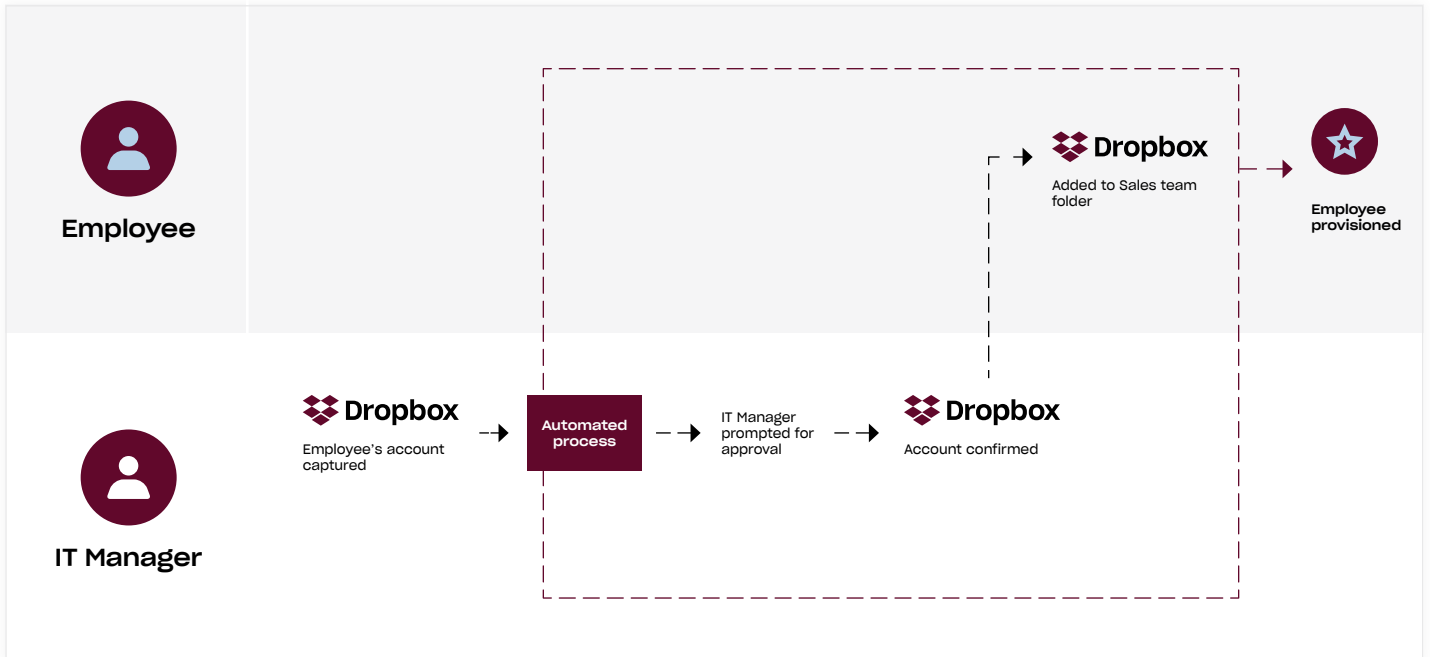 Employee
Dropbox
Added to Sales team
folder
Employee
provisioned
IT Manager
Dropbox
Employee’s account
captured
Automated
process
IT Manager
prompted for
approval
Dropbox
Account confirmed